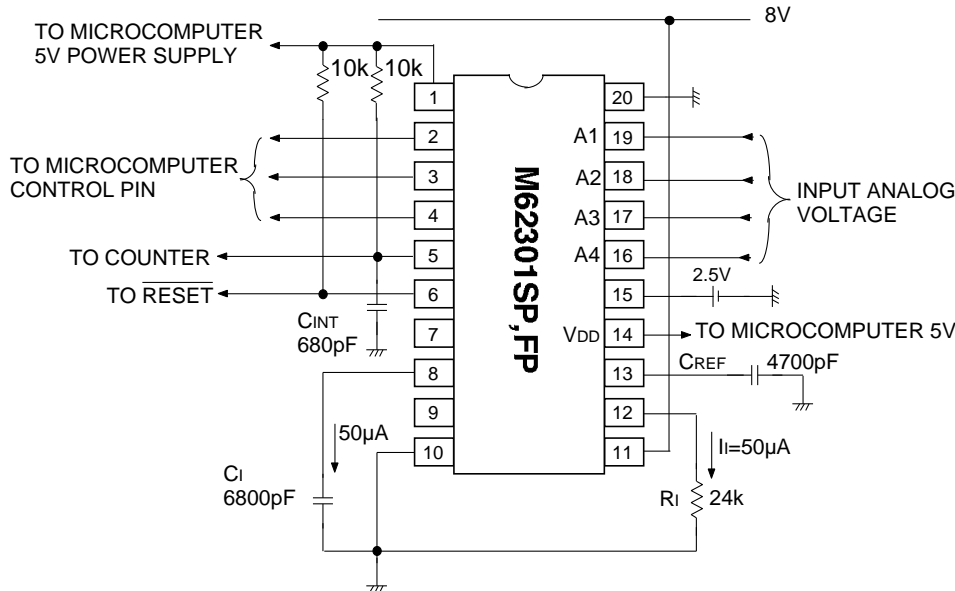 8V
TO MICROCOMPUTER
5V POWER SUPPLY
10k
10k
TO MICROCOMPUTER
CONTROL PIN
TO COUNTER
TO RESET
CINT
680pF
50µA
CI
6800pF
1
2
3
4
5
6
7
8
9
10
M62301SP,FP
20
A1 19
A2 18
A3 17
A4 16
15
VDD 14
13
12
11
INPUT ANALOG
VOLTAGE
2.5V
TO MICROCOMPUTER 5V
CREF 4700pF
II=50µA
RI 24k